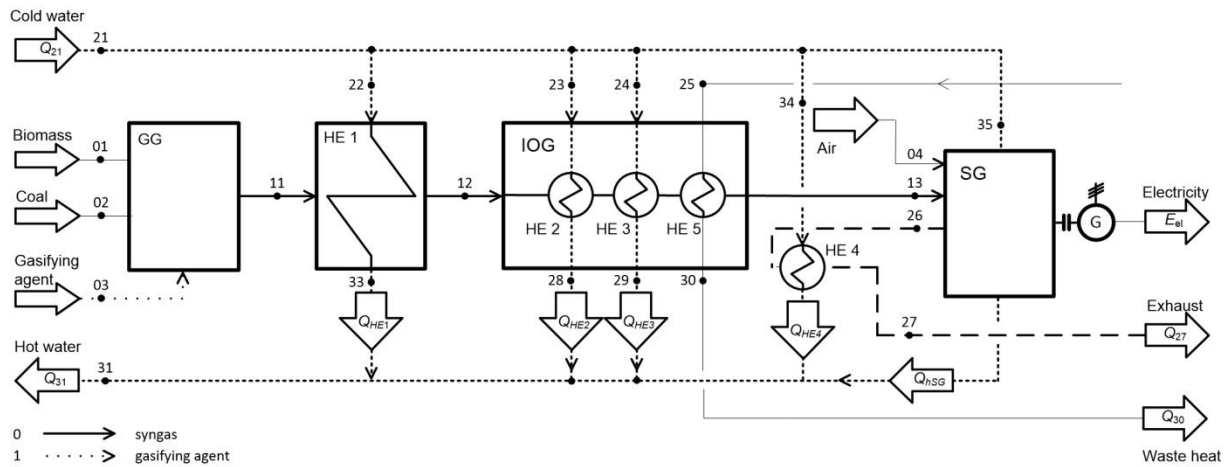 Cold water
Q21
21
22
23
24
25
34
35
Biomass
01
Coal
02
Gasifying
agent
03
GG
11
HE 1
12
IOG
HE 2
HE 3
HE 5
Air
04
13
SG
26
HE 4
G
Electricity
Eel
33
28
29
30
QHE1
QHE2
QHE3
QHE4
27
Exhaust
Q27
Hot water
Q31
31
QhSG
Q30
Waste heat
0 syngas
1 gasifying agent